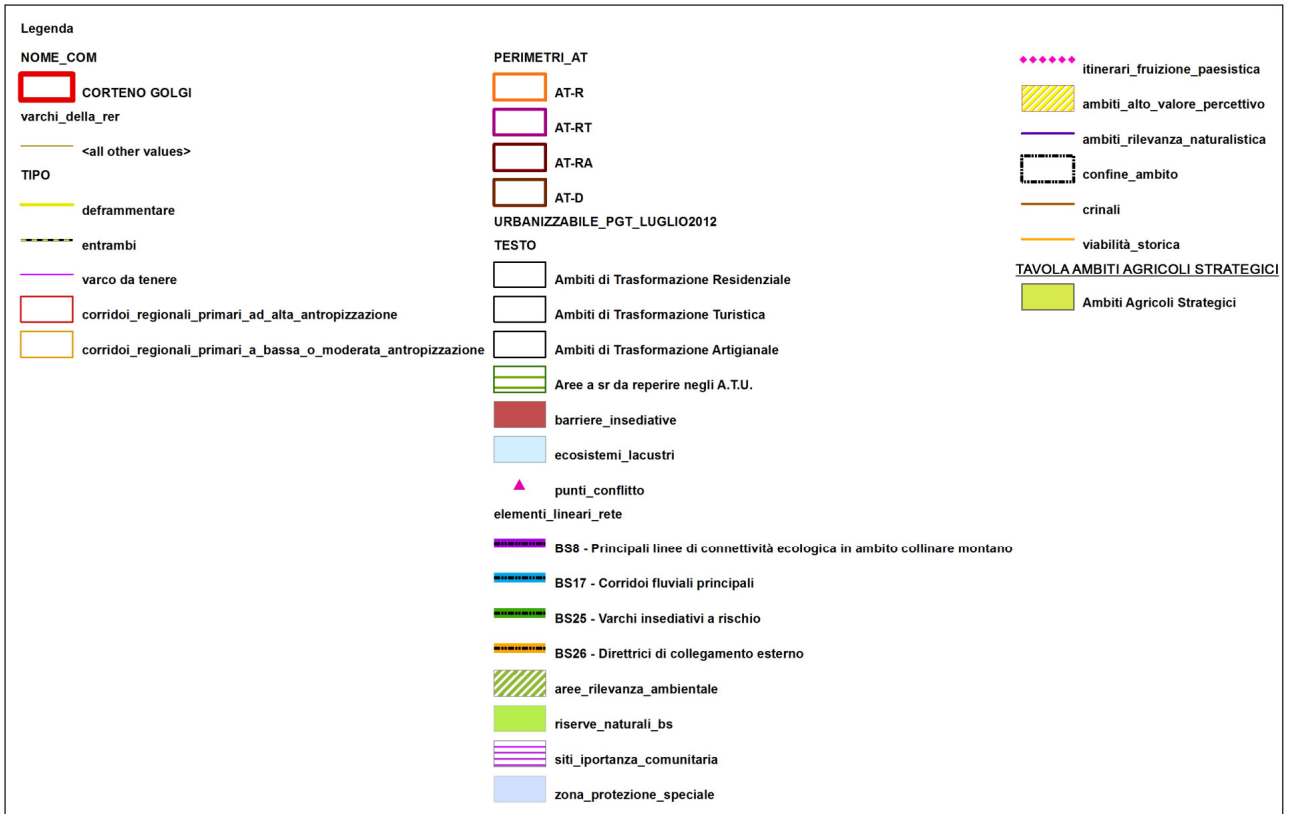 Legenda
NOME_COM
CORTENO GOLGI
varchi_della_rer
<all other values>
TIPO
deframmentare
entrambi
varco da tenere
corridoi_regionali_primari_ad_alta_antropizzazione
corridoi_regionali_primari_a_bassa_o_moderata_antropizzazione
PERIMETRI_AT
AT-R
AT-RT
AT-RA
AT-D
URBANIZZABILE_PGT_LUGLIO2012
TESTO
Ambiti di Trasformazione Residenziale
Ambiti di Trasformazione Turistica
Ambiti di Trasformazione Artigianale
Aree a sr da reperire negli A.T.U.
barriere_insediative
ecosistemi_lacustri
punti_conflitto
elementi_lineari_rete
BS8 - Principali linee di connettività ecologica in ambito collinare montano
BS17 - Corridoi fluviali principali
BS25 - Varchi insediativi a rischio
BS26 - Direttrici di collegamento esterno
aree_rilevanza_ambientale
riserve_naturali_bs
siti_iportanza_comunitaria
zona_protezione_speciale
itinerari_fruizione_paesistica
ambiti_alto_valore_percettivo
ambiti_rilevanza_naturalistica
confine_ambito
crinali
viabilità_storica
TAVOLA AMBITI AGRICOLI STRATEGICI
Ambiti Agricoli Strategici